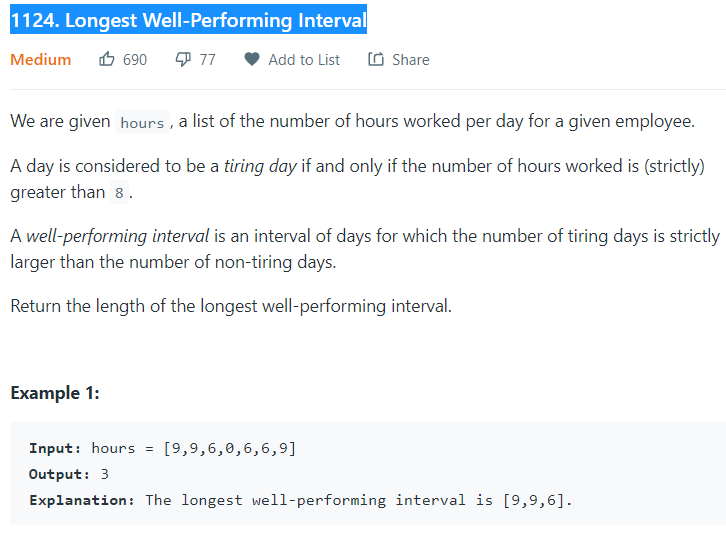 1124. Longest Well-Performing Interval
Medium 690 77 Add to List Share
We are given hours , a list of the number of hours worked per day for a given employee.
A day is considered to be a tiring day if and only if the number of hours worked is (strictly)
greater than 8 .
A well-performing interval is an interval of days for which the number of tiring days is strictly
larger than the number of non-tiring days.
Return the length of the longest well-performing interval.
Example 1:
Input: hours = [9,9,6,0,6,6,9]
Output: 3
Explanation: The longest well-performing interval is [9,9,6].